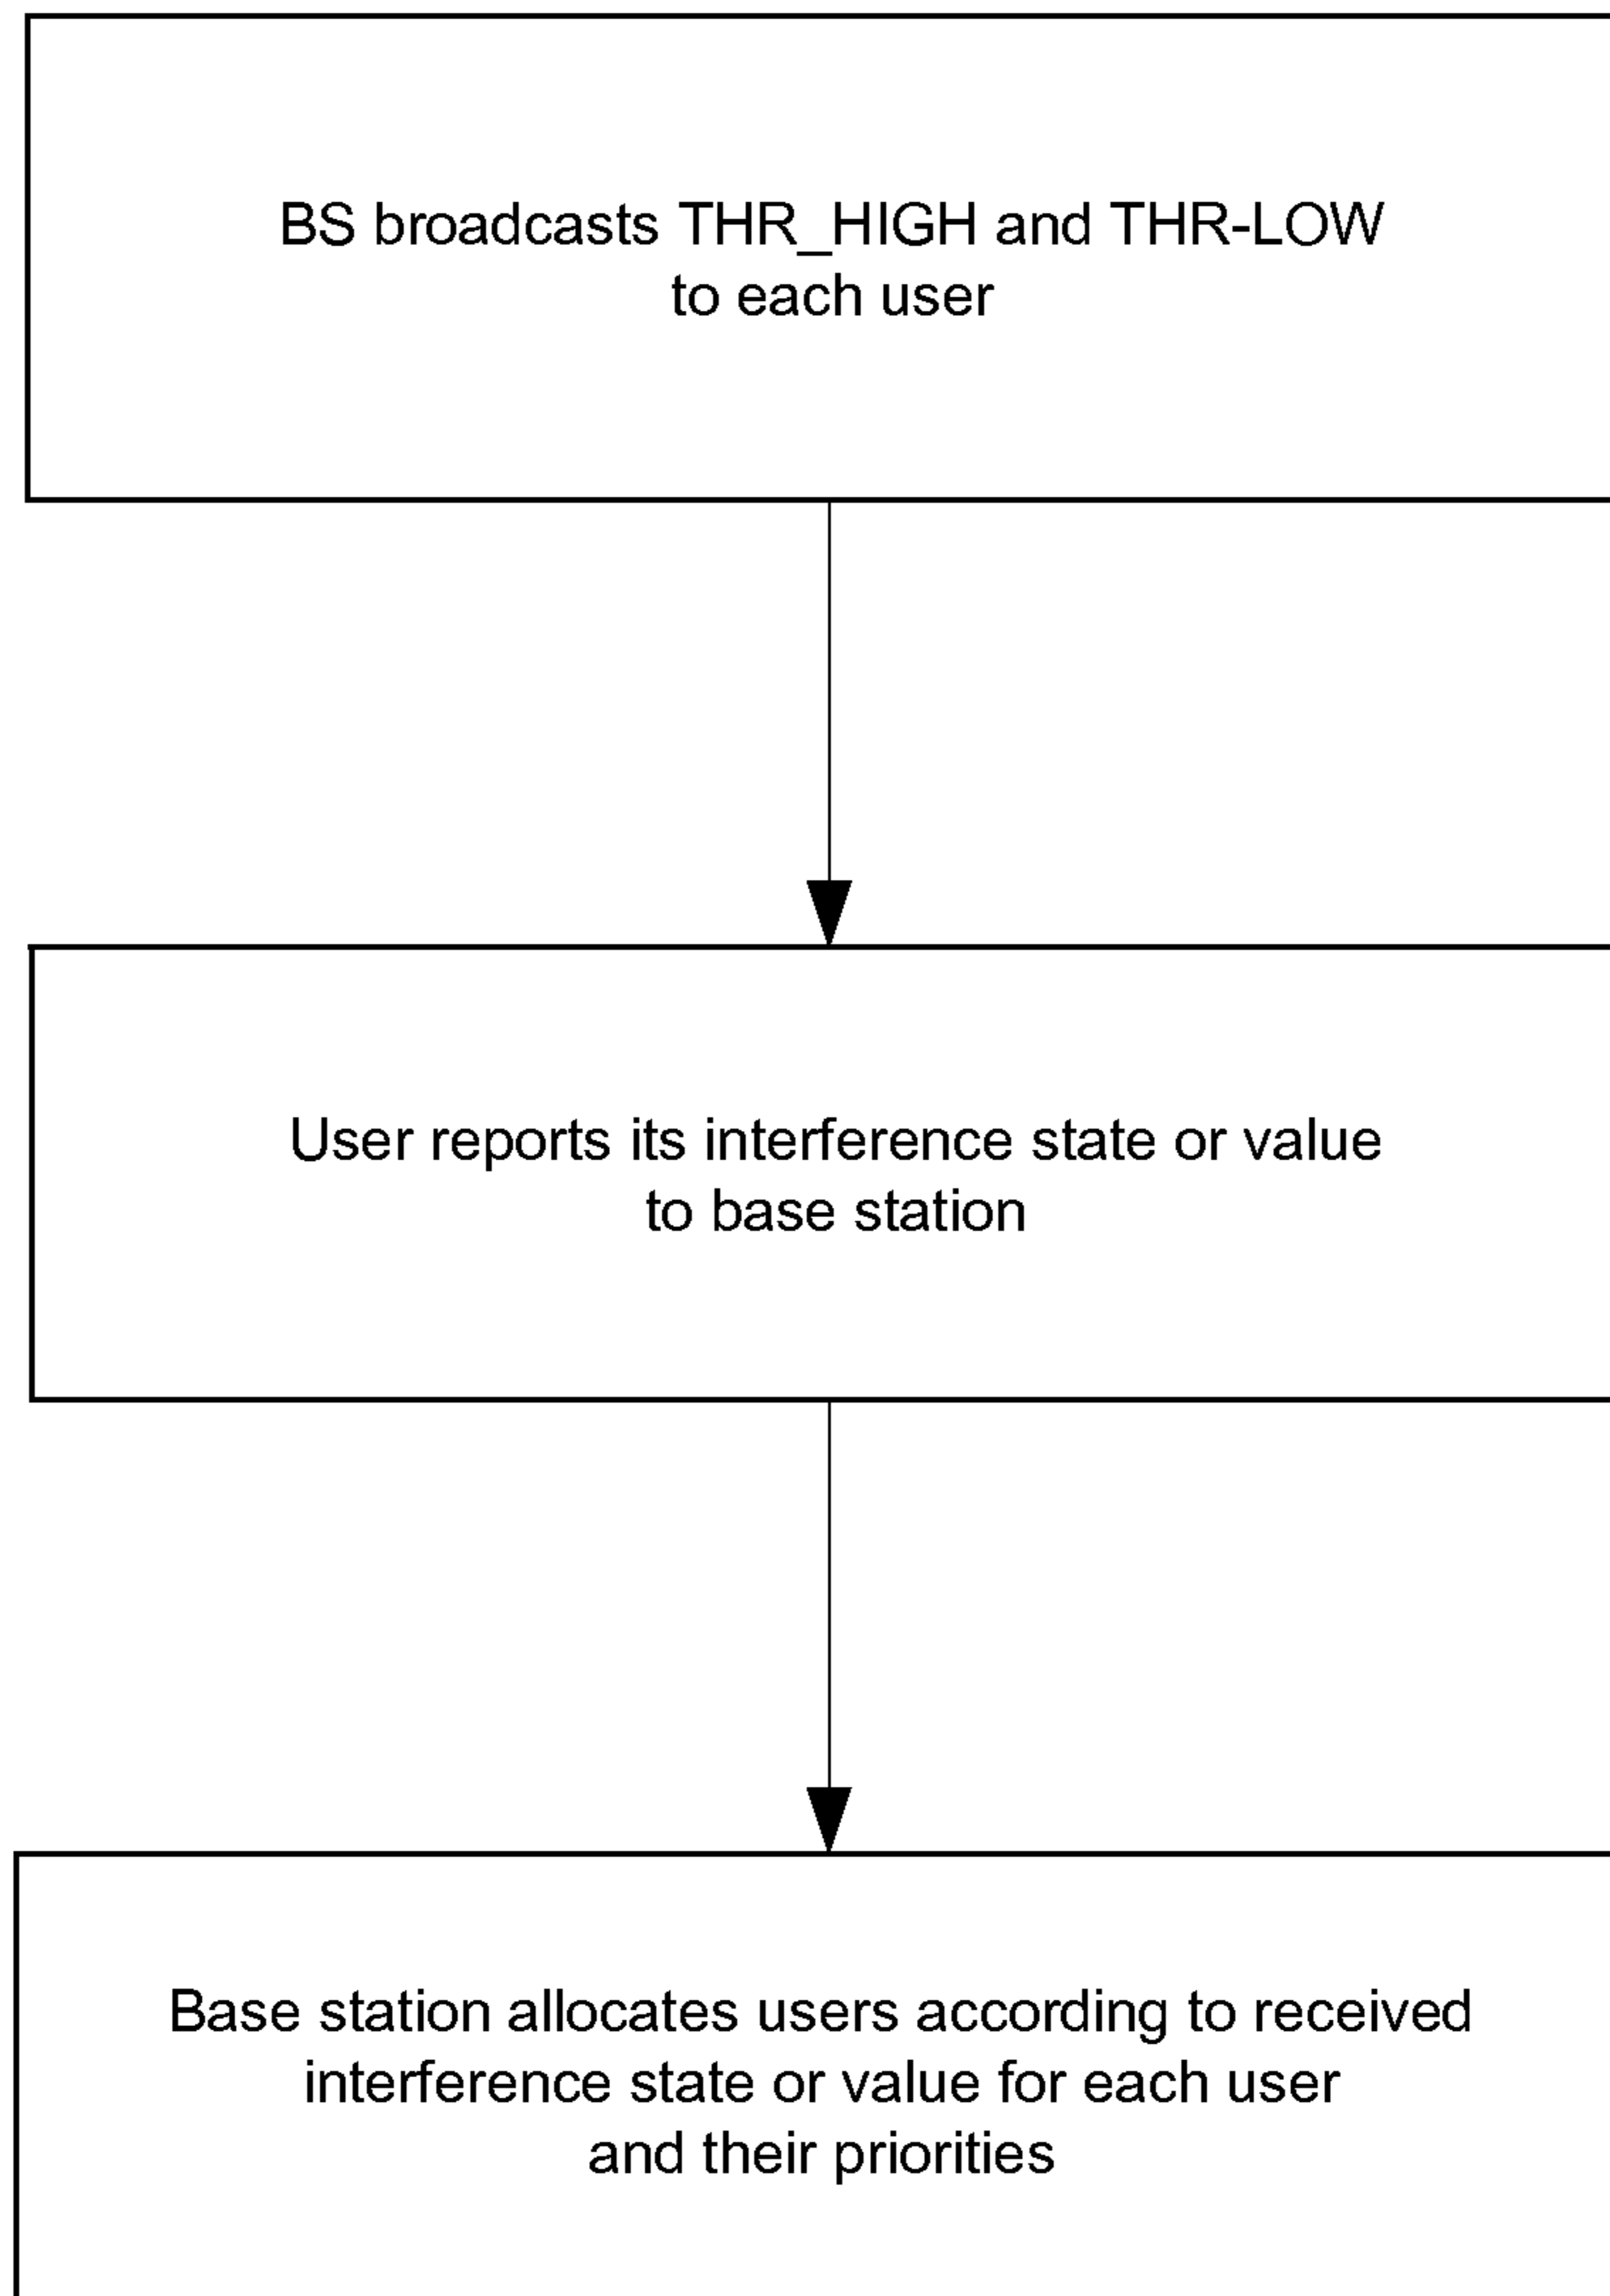 BS broadcasts THR_HIGH and THR-LOW
to each user
User reports its interference state or value
to base station
Base station allocates users according to received
interference state or value for each user
and their priorities